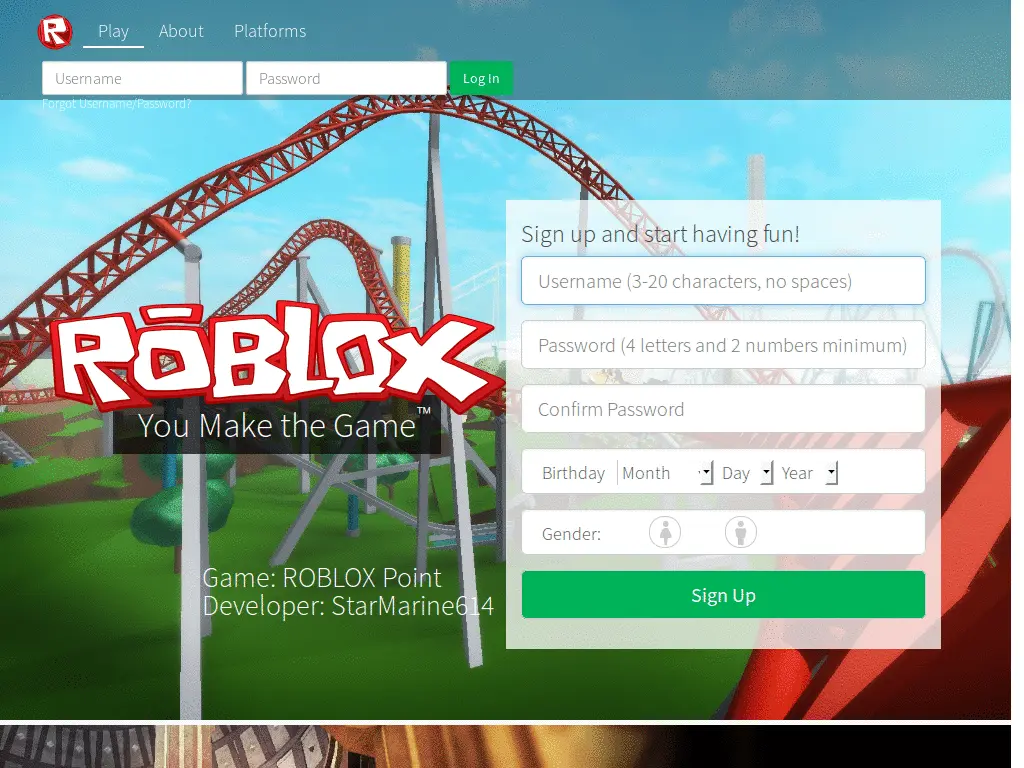 Play About Platforms
Username Password Log In
Forgot Username/Password?
Sign up and start having fun!
Username (3-20 characters, no spaces)
Password (4 letters and 2 numbers minimum)
Confirm Password
Birthday Month Day Year
Gender:
Sign Up
ROBLOX
You Make the Game™
Game: ROBLOX Point
Developer: StarMarine614